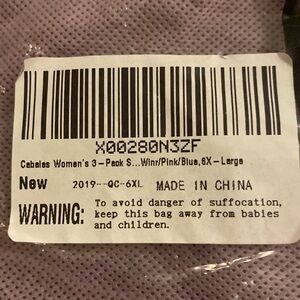 X00280N3ZF
Cabales Women's 3-Pack S...Winr/Pink/Blue,6X-Large
New 2019--QC-6XL MADE IN CHINA
WARNING: To avoid danger of suffocation,
keep this bag away from babies
and children.